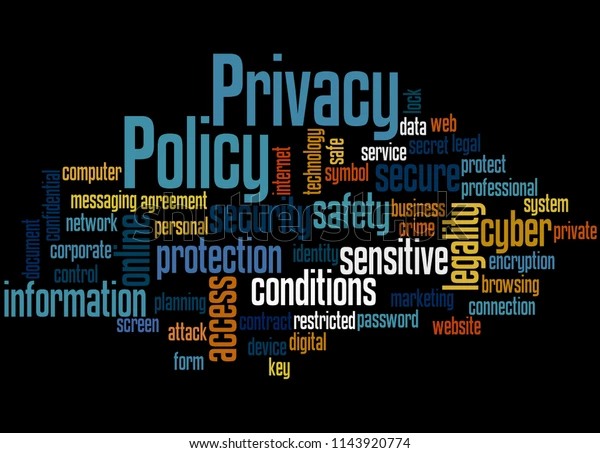 Privacy
Policy
lock
data web
service secret legal
internet technology safe symbol
secure protect
professional
computer
confidential
messaging agreement
network personal
security safety business
crime
legality cyber system
private
document
corporate
online
control
protection
identity
sensitive
encryption
browsing
connection
information
planning
access conditions
marketing
screen
attack
contract restricted password
website
form
device digital
key
shutterstock
shutterstock.com · 1143920774